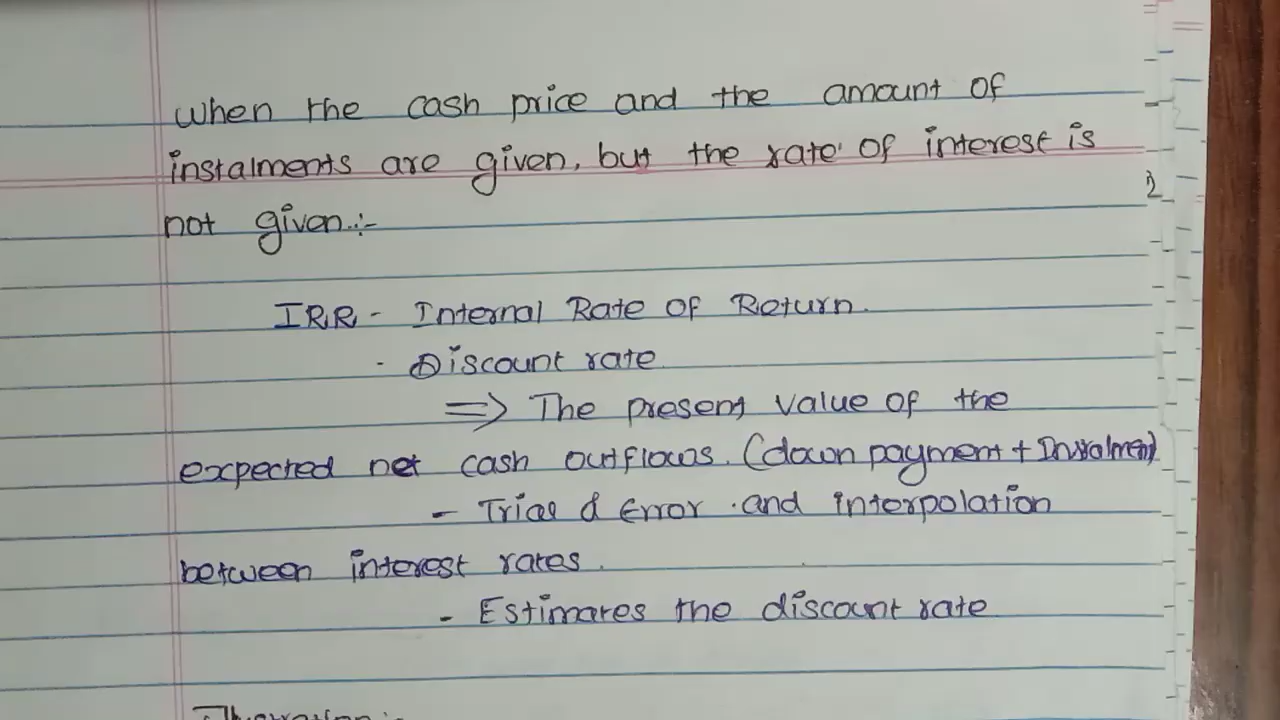 when the cash price and the amount of
instalments are given, but the rate of interest is
not given:-
IRR - Internal Rate of Return.
- Discount rate
=> The present value of the
expected net cash outflows. (down payment + Instalment)
- Trial & Error and interpolation
between interest rates.
- Estimates the discount rate